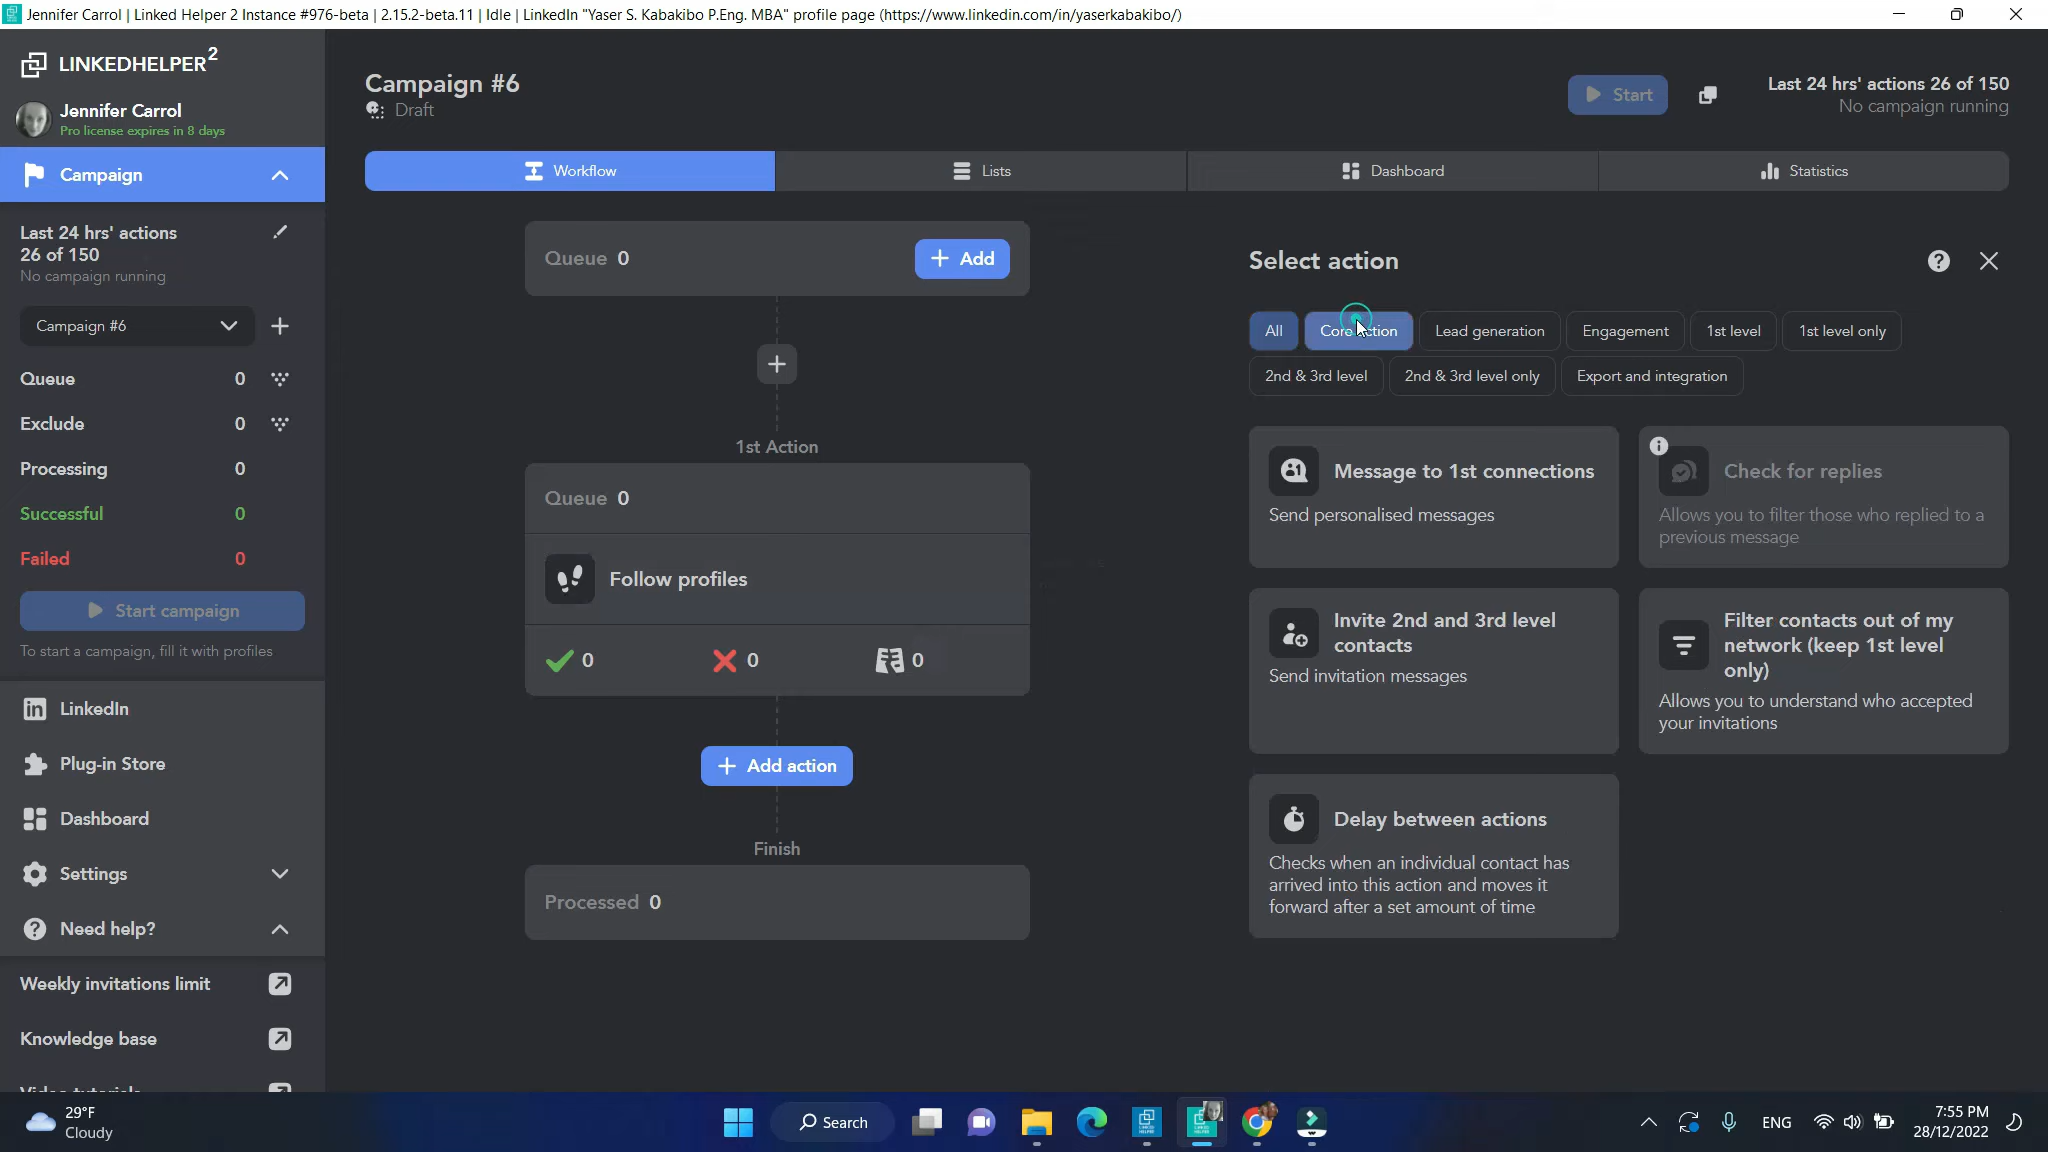 Jennifer Carrol | Linked Helper 2 Instance #976-beta | 2.15.2-beta.11 | Idle | LinkedIn "Yaser S. Kabakibo P.Eng. MBA" profile page (https://www.linkedin.com/in/yaserkabakibo/)
LINKEDHELPER2
Jennifer Carrol
Pro license expires in 8 days
Campaign
Last 24 hrs' actions
26 of 150
No campaign running
Campaign #6
Queue 0
Exclude 0
Processing 0
Successful 0
Failed 0
Start campaign
To start a campaign, fill it with profiles
LinkedIn
Plug-in Store
Dashboard
Settings
Need help?
Weekly invitations limit
Knowledge base
Video tutorials
Campaign #6
Draft
Start
Last 24 hrs' actions 26 of 150
No campaign running
Workflow
Lists
Dashboard
Statistics
Queue 0
Add
1st Action
Queue 0
Follow profiles
0 0 0
Add action
Finish
Processed 0
Select action
All Core action Lead generation Engagement 1st level 1st level only
2nd & 3rd level 2nd & 3rd level only Export and integration
Message to 1st connections
Send personalised messages
Check for replies
Allows you to filter those who replied to a
previous message
Invite 2nd and 3rd level
contacts
Send invitation messages
Filter contacts out of my
network (keep 1st level
only)
Allows you to understand who accepted
your invitations
Delay between actions
Checks when an individual contact has
arrived into this action and moves it
forward after a set amount of time
29°F
Cloudy
Search
ENG
7:55 PM
28/12/2022